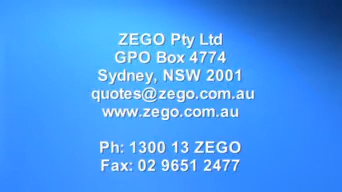 ZEGO Pty Ltd
GPO Box 4774
Sydney, NSW 2001
quotes@zego.com.au
www.zego.com.au
Ph: 1300 13 ZEGO
Fax: 02 9651 2477